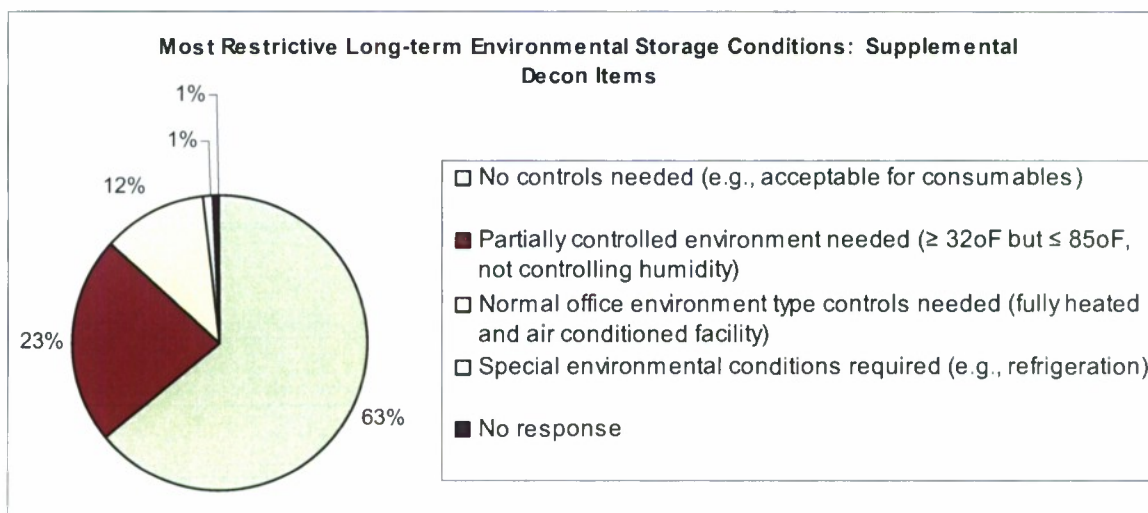 Most Restrictive Long-term Environmental Storage Conditions: Supplemental
Decon Items
1%
1%
12%
23%
63%
No controls needed (e.g., acceptable for consumables)
Partially controlled environment needed (≥ 32oF but ≤ 85oF,
not controlling humidity)
Normal office environment type controls needed (fully heated
and air conditioned facility)
Special environmental conditions required (e.g., refrigeration)
No response